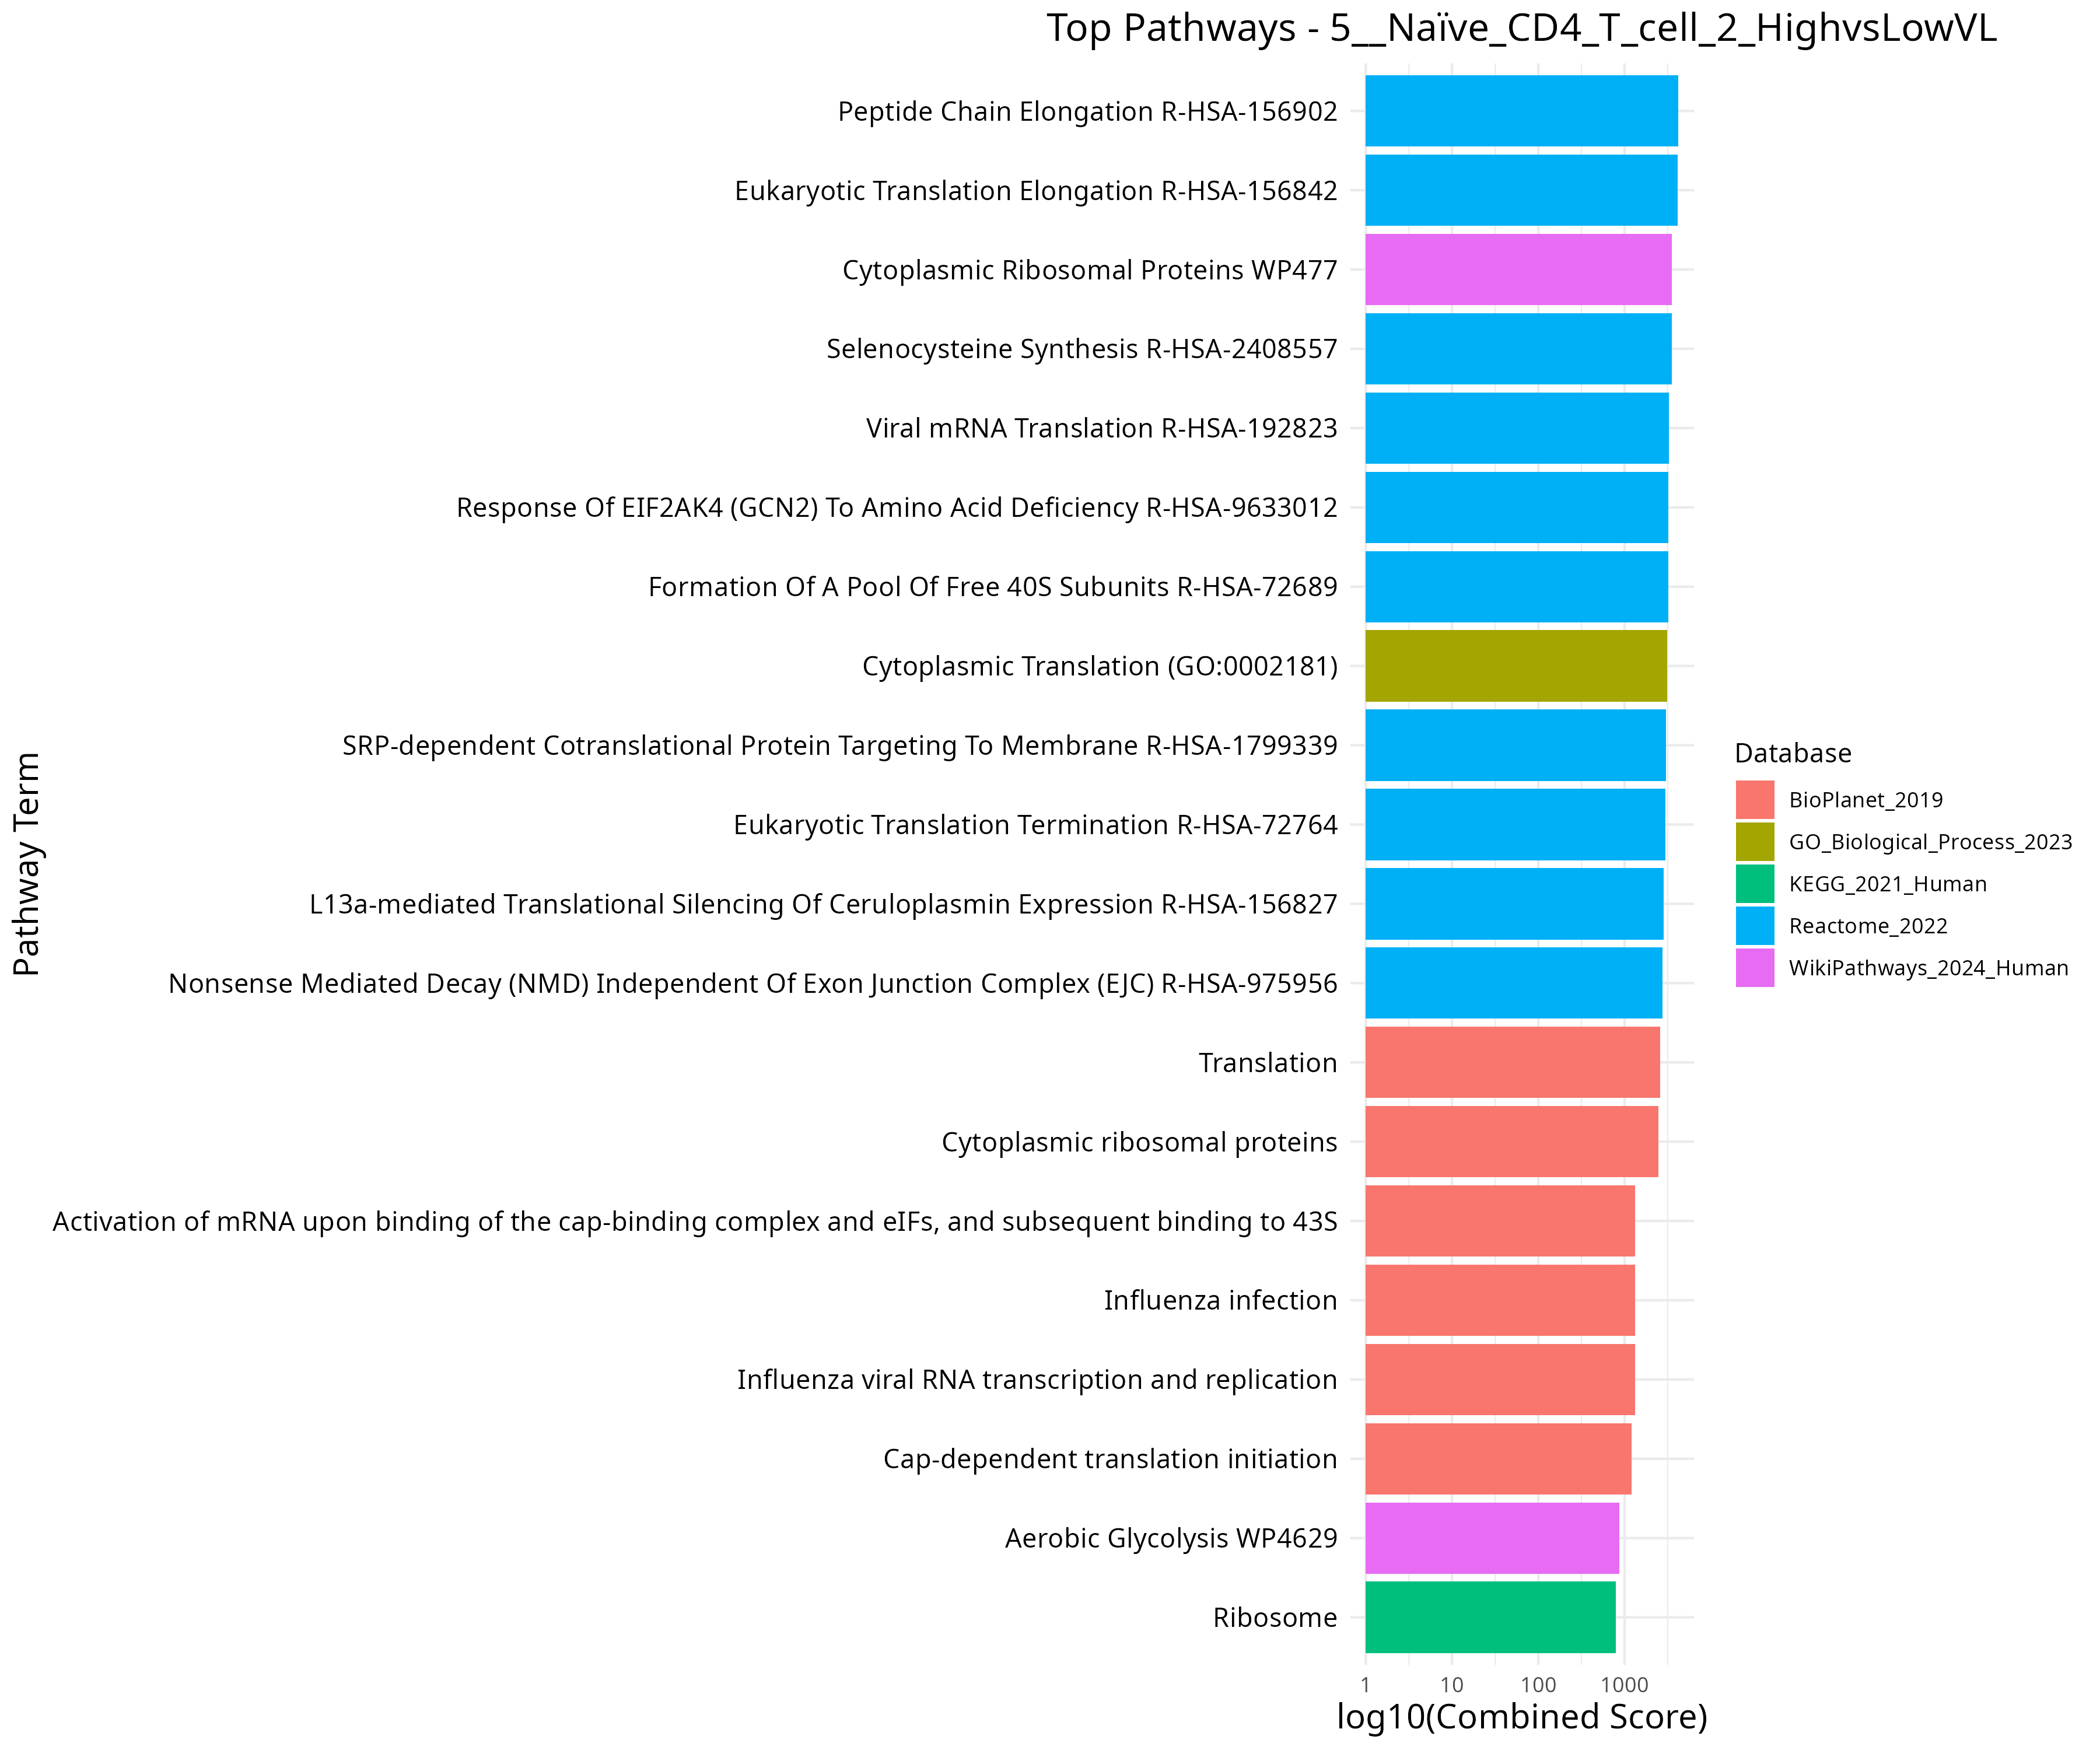 Top Pathways - 5__Naïve_CD4_T_cell_2_HighvsLowVL
Pathway Term
Peptide Chain Elongation R-HSA-156902
Eukaryotic Translation Elongation R-HSA-156842
Cytoplasmic Ribosomal Proteins WP477
Selenocysteine Synthesis R-HSA-2408557
Viral mRNA Translation R-HSA-192823
Response Of EIF2AK4 (GCN2) To Amino Acid Deficiency R-HSA-9633012
Formation Of A Pool Of Free 40S Subunits R-HSA-72689
Cytoplasmic Translation (GO:0002181)
SRP-dependent Cotranslational Protein Targeting To Membrane R-HSA-1799339
Eukaryotic Translation Termination R-HSA-72764
L13a-mediated Translational Silencing Of Ceruloplasmin Expression R-HSA-156827
Nonsense Mediated Decay (NMD) Independent Of Exon Junction Complex (EJC) R-HSA-975956
Translation
Cytoplasmic ribosomal proteins
Activation of mRNA upon binding of the cap-binding complex and eIFs, and subsequent binding to 43S
Influenza infection
Influenza viral RNA transcription and replication
Cap-dependent translation initiation
Aerobic Glycolysis WP4629
Ribosome
1 10 100 1000
log10(Combined Score)
Database
BioPlanet_2019
GO_Biological_Process_2023
KEGG_2021_Human
Reactome_2022
WikiPathways_2024_Human